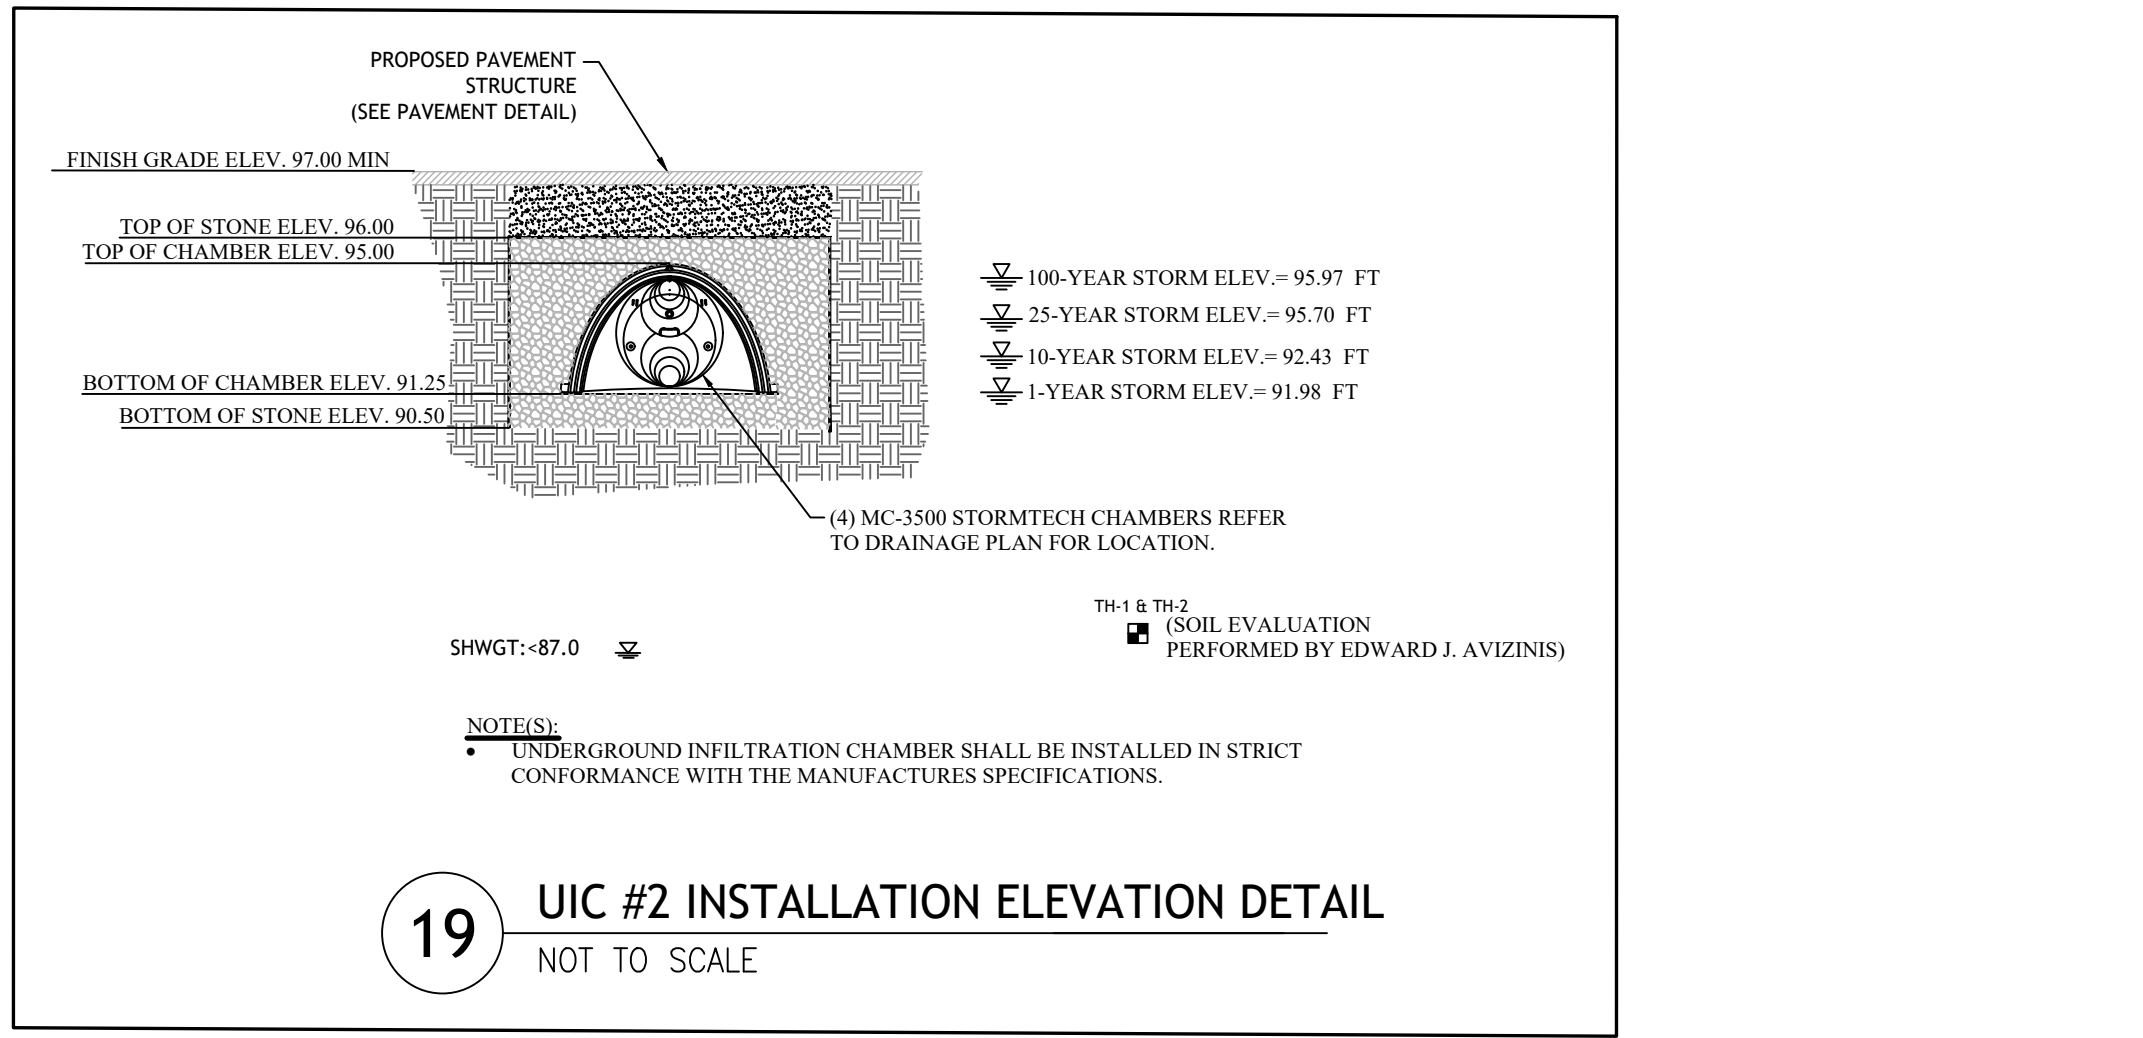 PROPOSED PAVEMENT
STRUCTURE
(SEE PAVEMENT DETAIL)
FINISH GRADE ELEV. 97.00 MIN
TOP OF STONE ELEV. 96.00
TOP OF CHAMBER ELEV. 95.00
BOTTOM OF CHAMBER ELEV. 91.25
BOTTOM OF STONE ELEV. 90.50
100-YEAR STORM ELEV.= 95.97 FT
25-YEAR STORM ELEV.= 95.70 FT
10-YEAR STORM ELEV.= 92.43 FT
1-YEAR STORM ELEV.= 91.98 FT
(4) MC-3500 STORMTECH CHAMBERS REFER
TO DRAINAGE PLAN FOR LOCATION.
TH-1 & TH-2
(SOIL EVALUATION
PERFORMED BY EDWARD J. AVIZINIS)
SHWGT:<87.0
NOTE(S):
• UNDERGROUND INFILTRATION CHAMBER SHALL BE INSTALLED IN STRICT
CONFORMANCE WITH THE MANUFACTURES SPECIFICATIONS.
19
UIC #2 INSTALLATION ELEVATION DETAIL
NOT TO SCALE